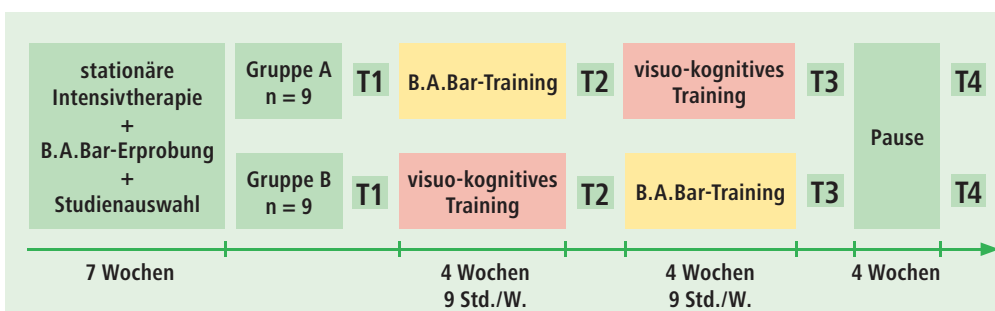 stationäre
Intensivtherapie
+
B.A.Bar-Erprobung
+
Studienauswahl
Gruppe A
n = 9
T1
B.A.Bar-Training
T2
visuo-kognitives
Training
T3
Pause
T4
Gruppe B
n = 9
T1
visuo-kognitives
Training
T2
B.A.Bar-Training
T3
T4
7 Wochen
4 Wochen
9 Std./W.
4 Wochen
9 Std./W.
4 Wochen